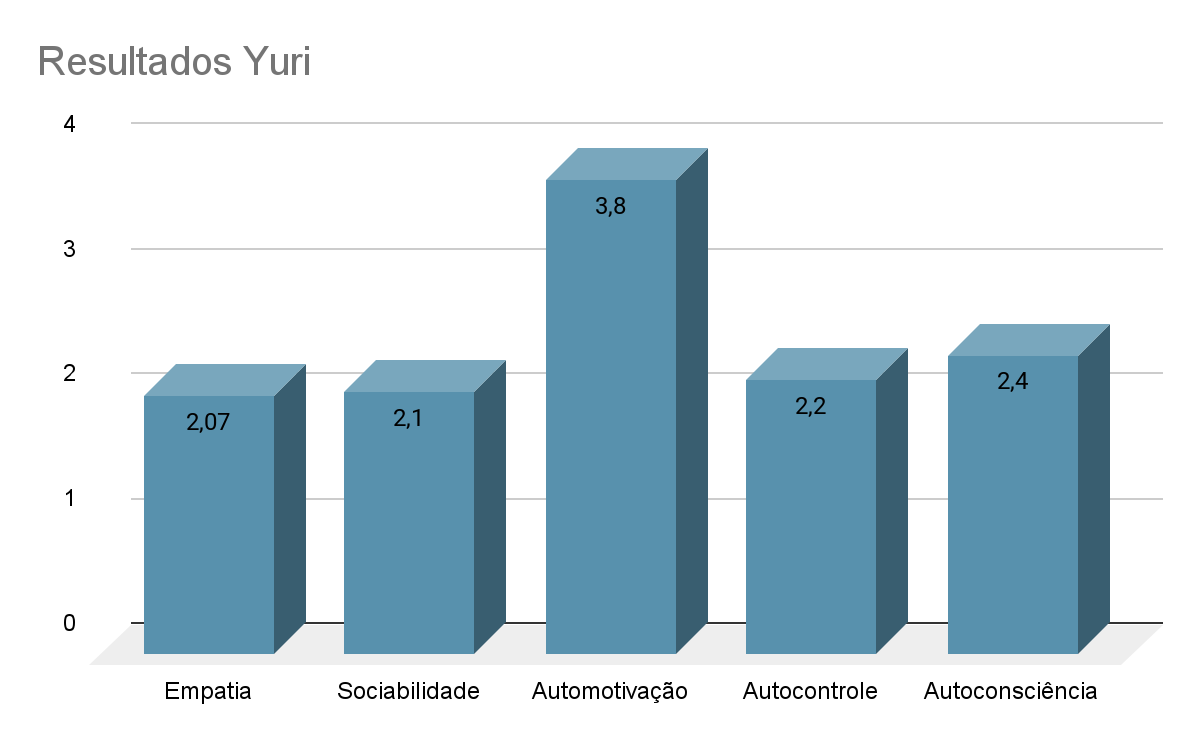 Resultados Yuri
4
3
2
1
0
2,07
2,1
3,8
2,2
2,4
Empatia
Sociabilidade
Automotivação
Autocontrole
Autoconsciência